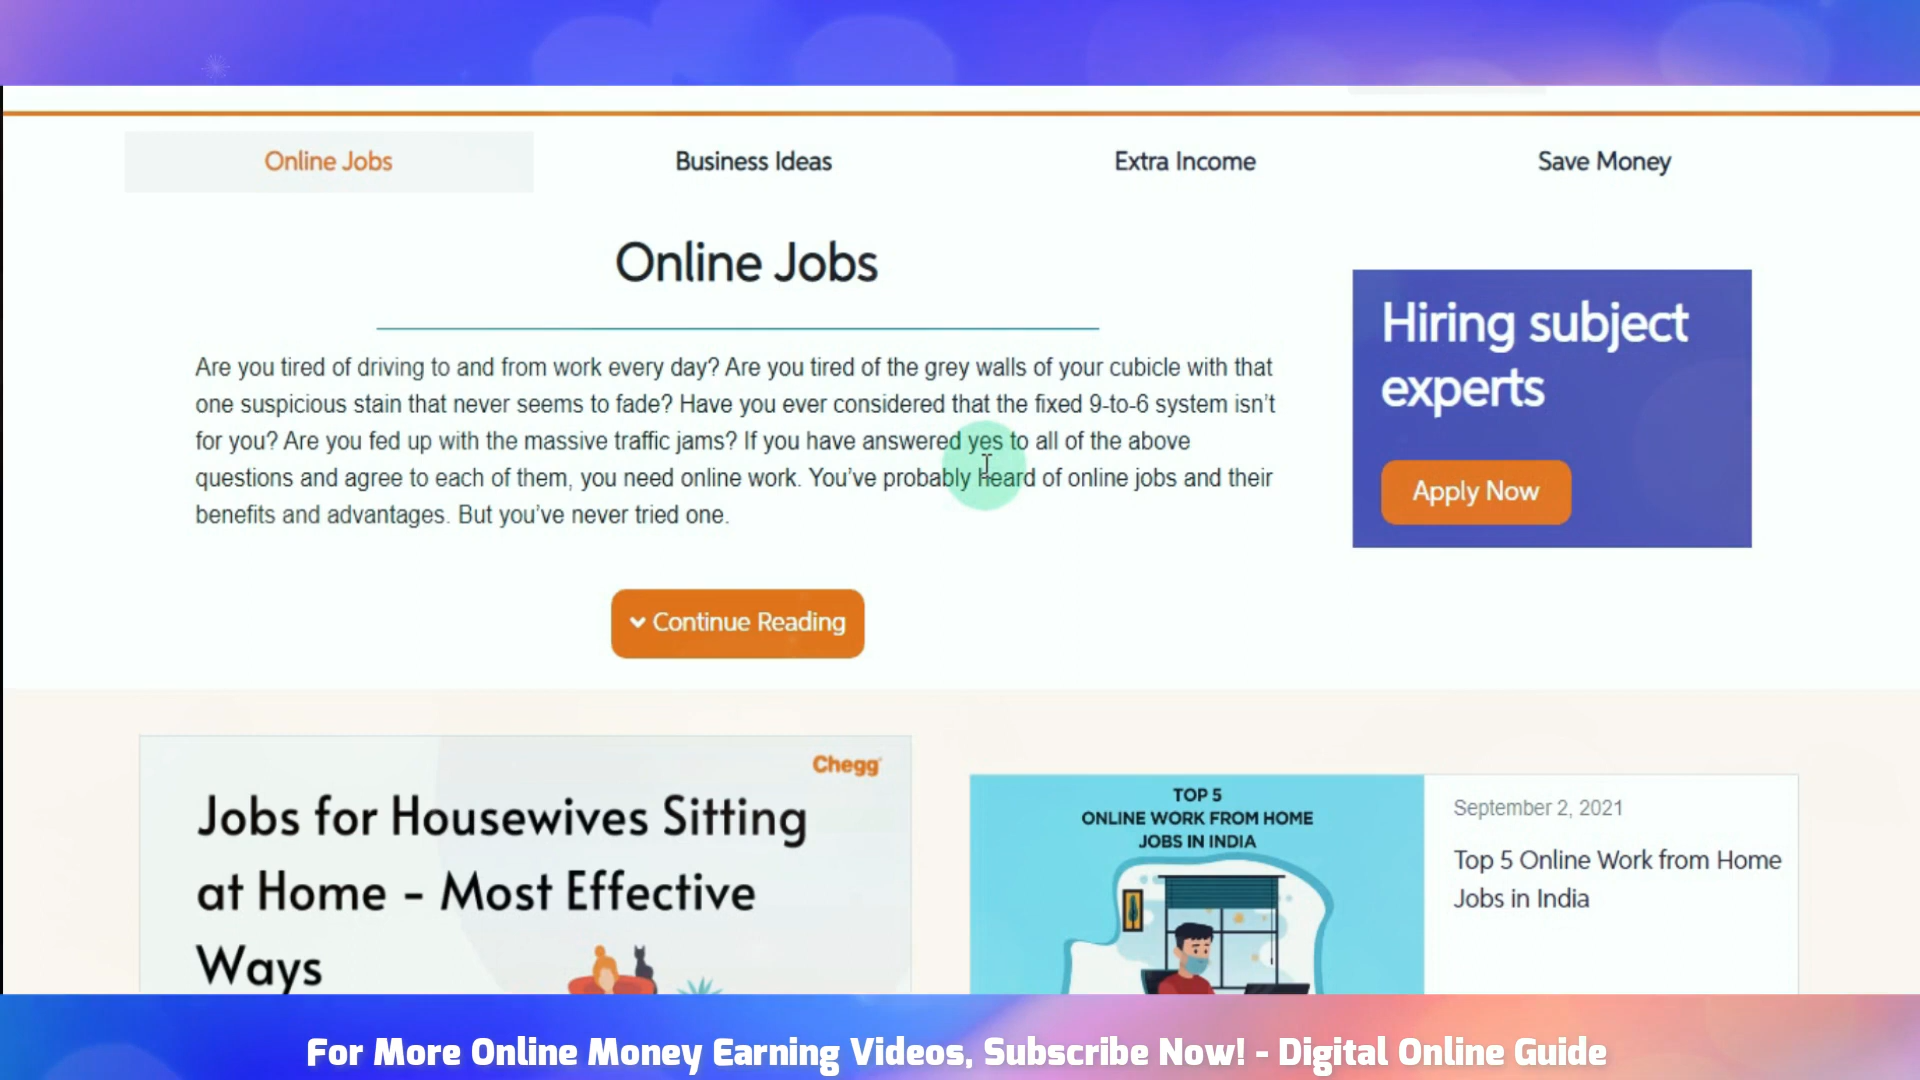 Online Jobs
Business Ideas
Extra Income
Save Money
Online Jobs
Are you tired of driving to and from work every day? Are you tired of the grey walls of your cubicle with that
one suspicious stain that never seems to fade? Have you ever considered that the fixed 9-to-6 system isn’t
for you? Are you fed up with the massive traffic jams? If you have answered yes to all of the above
questions and agree to each of them, you need online work. You’ve probably heard of online jobs and their
benefits and advantages. But you’ve never tried one.
Continue Reading
Hiring subject
experts
Apply Now
Chegg
Jobs for Housewives Sitting
at Home - Most Effective
Ways
TOP 5
ONLINE WORK FROM HOME
JOBS IN INDIA
September 2, 2021
Top 5 Online Work from Home
Jobs in India
For More Online Money Earning Videos, Subscribe Now! - Digital Online Guide